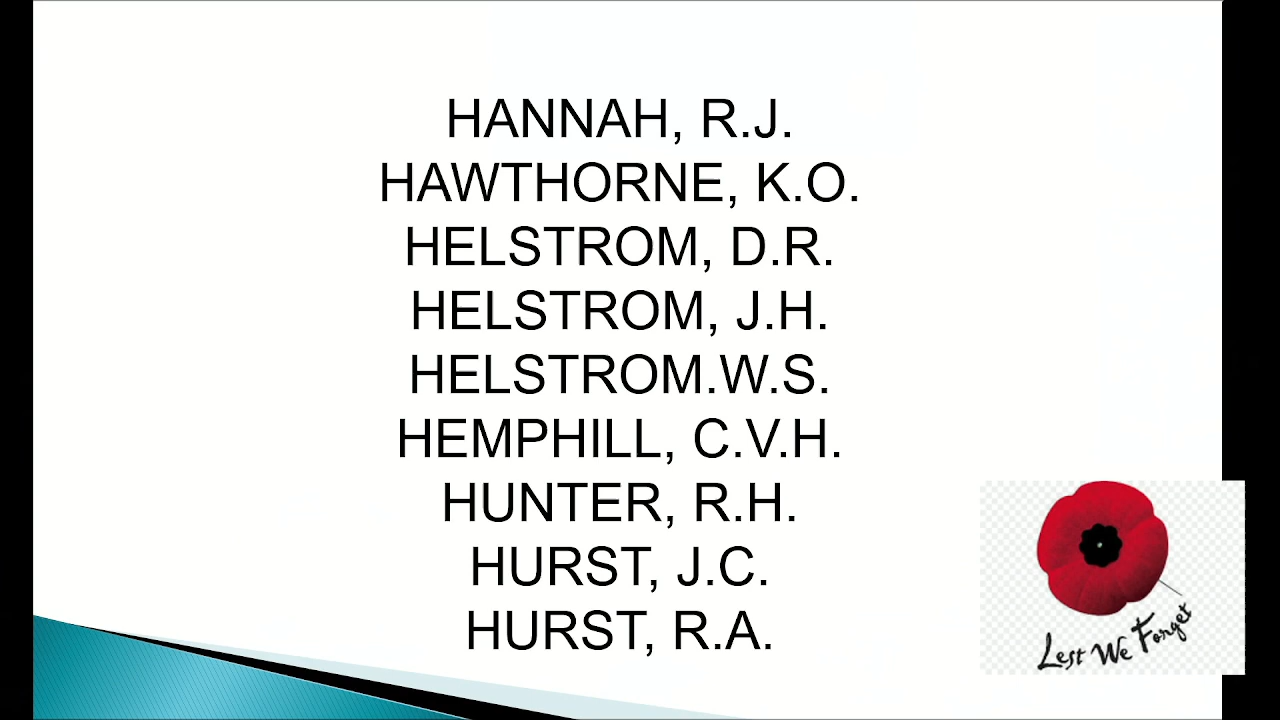 HANNAH, R.J.
HAWTHORNE, K.O.
HELSTROM, D.R.
HELSTROM, J.H.
HELSTROM.W.S.
HEMPHILL, C.V.H.
HUNTER, R.H.
HURST, J.C.
HURST, R.A.
Lest We Forget